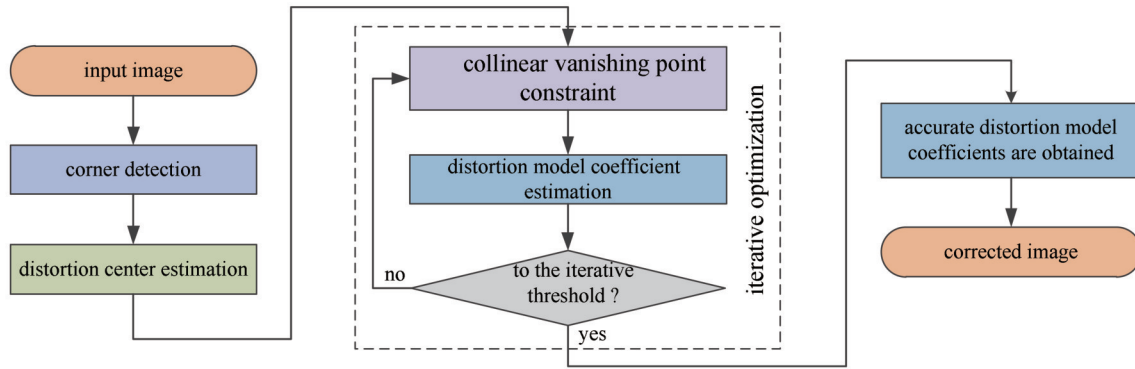 input image
corner detection
distortion center estimation
collinear vanishing point
constraint
distortion model coefficient
estimation
to the iterative
threshold ?
no
yes
iterative optimization
accurate distortion model
coefficients are obtained
corrected image